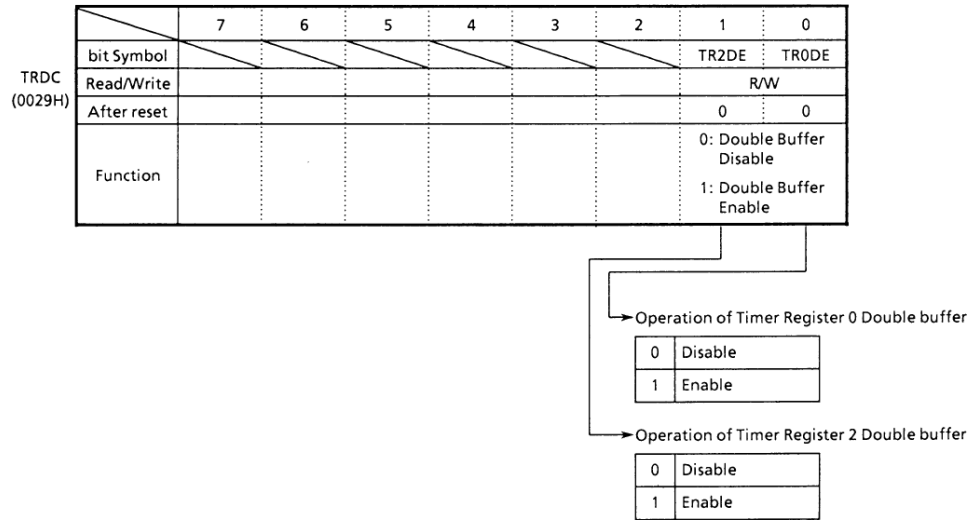 7 6 5 4 3 2 1 0
bit Symbol TR2DE TR0DE
TRDC
(0029H)
Read/Write R/W
After reset 0 0
Function
0: Double Buffer
Disable
1: Double Buffer
Enable
Operation of Timer Register 0 Double buffer
0 Disable
1 Enable
Operation of Timer Register 2 Double buffer
0 Disable
1 Enable